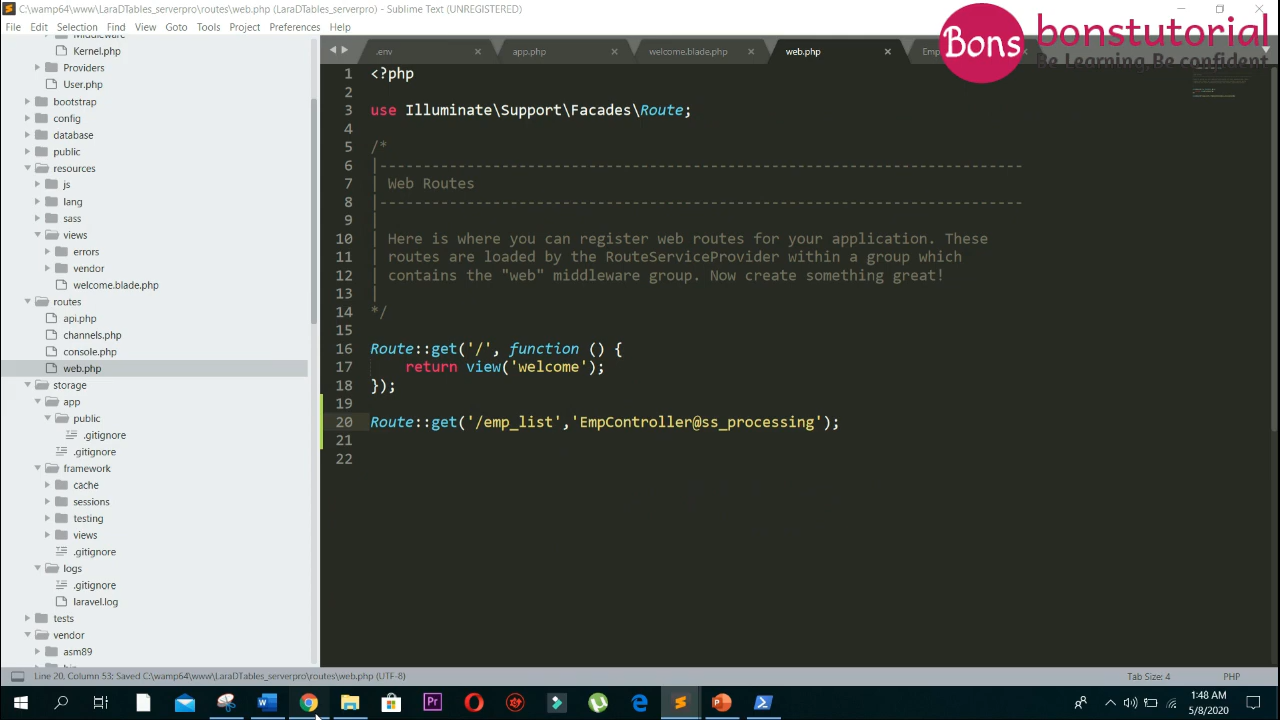 C:\wamp64\www\LaraDTables_serverpro\routes\web.php (LaraDTables_serverpro) - Sublime Text (UNREGISTERED)
File Edit Selection Find View Goto Tools Project Preferences Help
Bons
bonstutorial
Be Learning, Be confident
.env
app.php
welcome.blade.php
web.php
Emp
Kernel.php
Providers
User.php
bootstrap
config
database
public
resources
js
lang
sass
views
errors
vendor
welcome.blade.php
routes
api.php
channels.php
console.php
web.php
storage
app
public
.gitignore
.gitignore
framework
cache
sessions
testing
views
.gitignore
logs
.gitignore
laravel.log
tests
vendor
asm89
1 <?php
2
3 use Illuminate\Support\Facades\Route;
4
5 /*
6 |--------------------------------------------------------------------------
7 | Web Routes
8 |--------------------------------------------------------------------------
9 |
10 | Here is where you can register web routes for your application. These
11 | routes are loaded by the RouteServiceProvider within a group which
12 | contains the "web" middleware group. Now create something great!
13 |
14 */
15
16 Route::get('/', function () {
17 return view('welcome');
18 });
19
20 Route::get('/emp_list','EmpController@ss_processing');
21
22
Line 20, Column 53; Saved C:\wamp64\www\LaraDTables_serverpro\routes\web.php (UTF-8)
Tab Size: 4
PHP
1:48 AM
5/8/2020